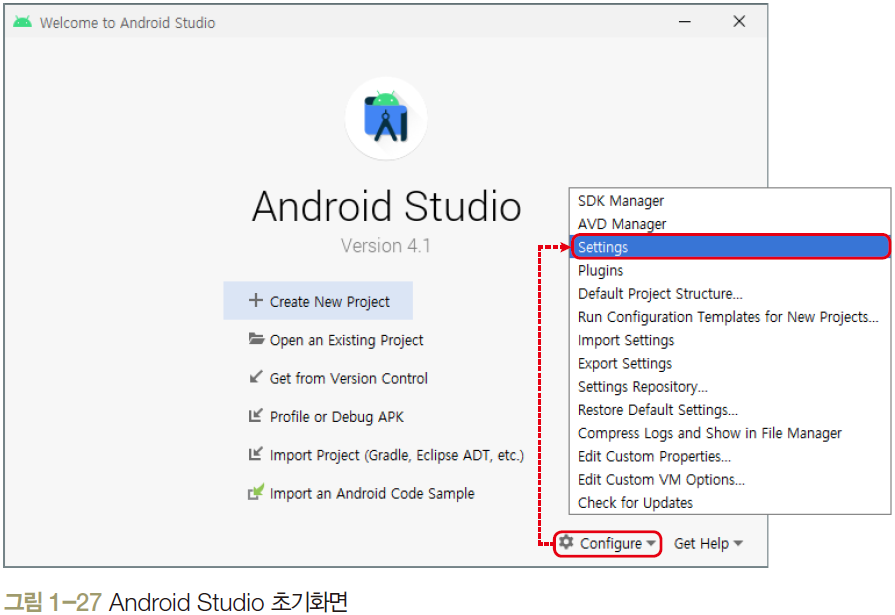 Welcome to Android Studio
Android Studio
Version 4.1
Create New Project
Open an Existing Project
Get from Version Control
Profile or Debug APK
Import Project (Gradle, Eclipse ADT, etc.)
Import an Android Code Sample
SDK Manager
AVD Manager
Settings
Plugins
Default Project Structure...
Run Configuration Templates for New Projects...
Import Settings
Export Settings
Settings Repository...
Restore Default Settings...
Compress Logs and Show in File Manager
Edit Custom Properties...
Edit Custom VM Options...
Check for Updates
Configure Get Help
그림 1-27 Android Studio 초기화면